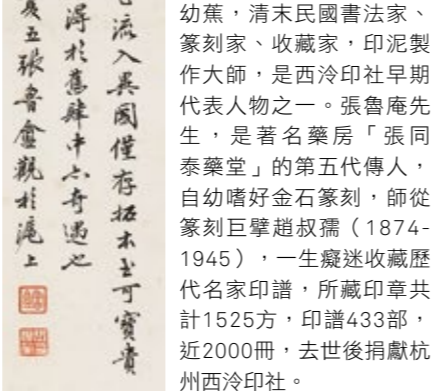 流入異國僅存拓本至可寶貴
淂於舊肆中亦奇遇也
五張魯盦觀於滬上
幼蕉，清末民國書法家、
篆刻家、收藏家，印泥製
作大師，是西泠印社早期
代表人物之一。張魯庵先
生，是著名藥房「張同
泰藥堂」的第五代傳人，
自幼嗜好金石篆刻，師從
篆刻巨擘趙叔孺（1874-
1945），一生癡迷收藏歷
代名家印譜，所藏印章共
計1525方，印譜433部，
近2000冊，去世後捐獻杭
州西泠印社。